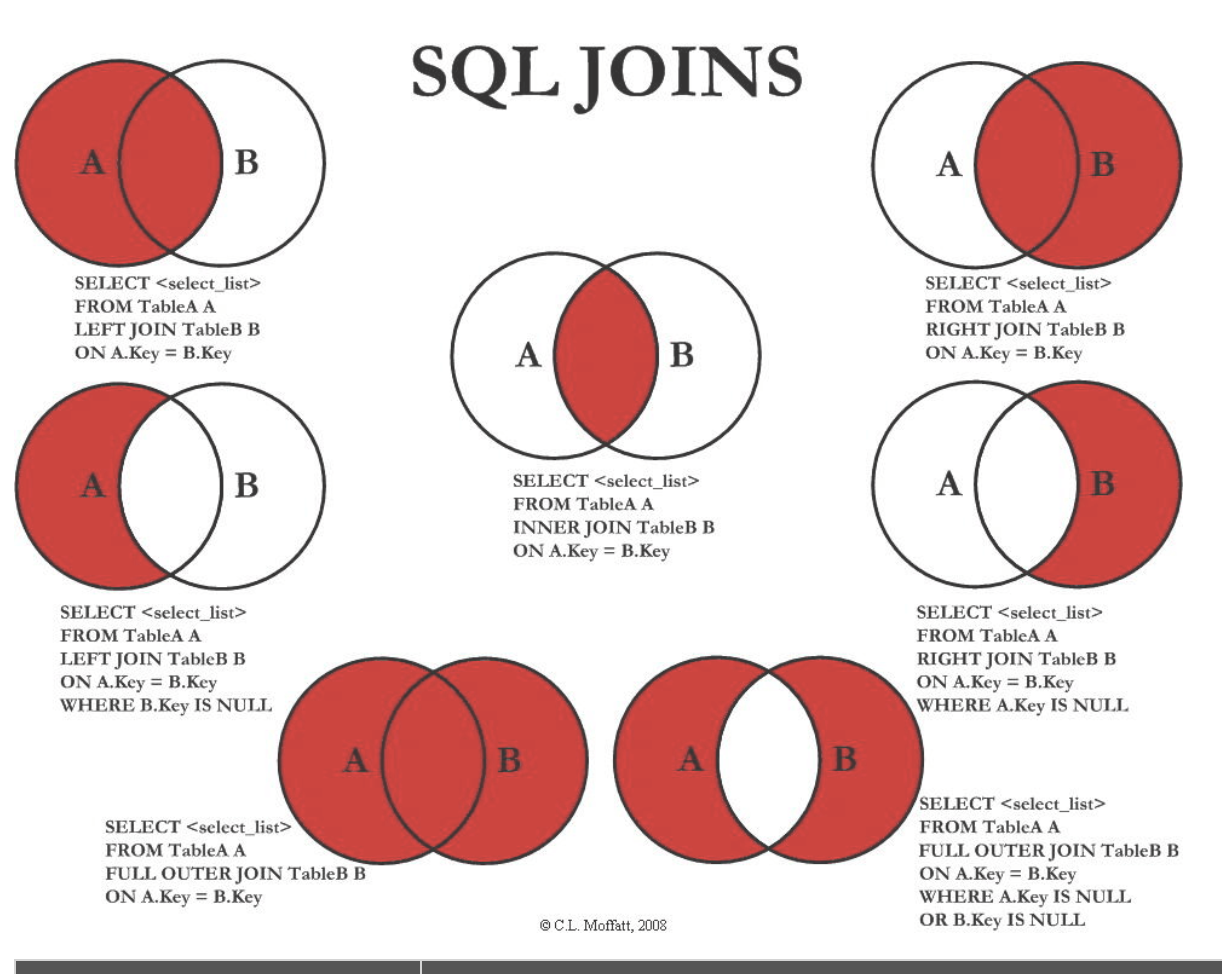 SQL JOINS
A B
SELECT <select_list>
FROM TableA A
LEFT JOIN TableB B
ON A.Key = B.Key
A B
SELECT <select_list>
FROM TableA A
RIGHT JOIN TableB B
ON A.Key = B.Key
A B
SELECT <select_list>
FROM TableA A
INNER JOIN TableB B
ON A.Key = B.Key
A B
SELECT <select_list>
FROM TableA A
LEFT JOIN TableB B
ON A.Key = B.Key
WHERE B.Key IS NULL
A B
SELECT <select_list>
FROM TableA A
RIGHT JOIN TableB B
ON A.Key = B.Key
WHERE A.Key IS NULL
A B
SELECT <select_list>
FROM TableA A
FULL OUTER JOIN TableB B
ON A.Key = B.Key
A B
SELECT <select_list>
FROM TableA A
FULL OUTER JOIN TableB B
ON A.Key = B.Key
WHERE A.Key IS NULL
OR B.Key IS NULL
© C.L. Moffatt, 2008